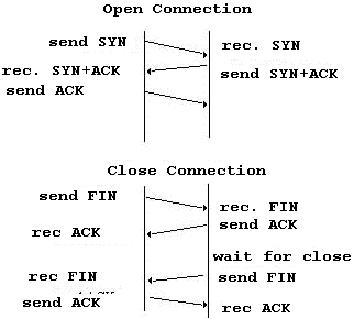 Open Connection
send SYN
rec. SYN
rec. SYN+ACK
send SYN+ACK
send ACK
Close Connection
send FIN
rec. FIN
send ACK
rec ACK
wait for close
rec FIN
send FIN
send ACK
rec ACK